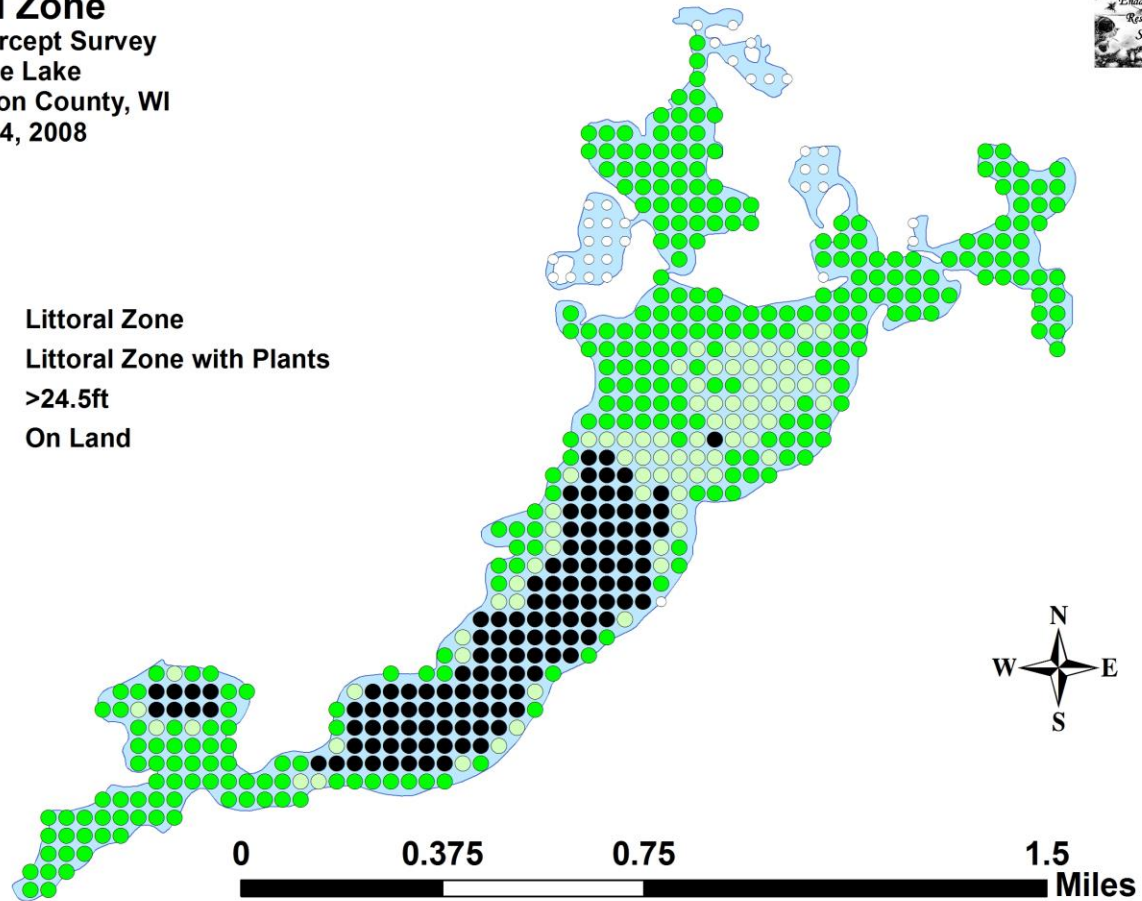 Zone
rcept Survey
e Lake
on County, WI
4, 2008
Littoral Zone
Littoral Zone with Plants
>24.5ft
On Land
N
W E
S
0 0.375 0.75 1.5
Miles